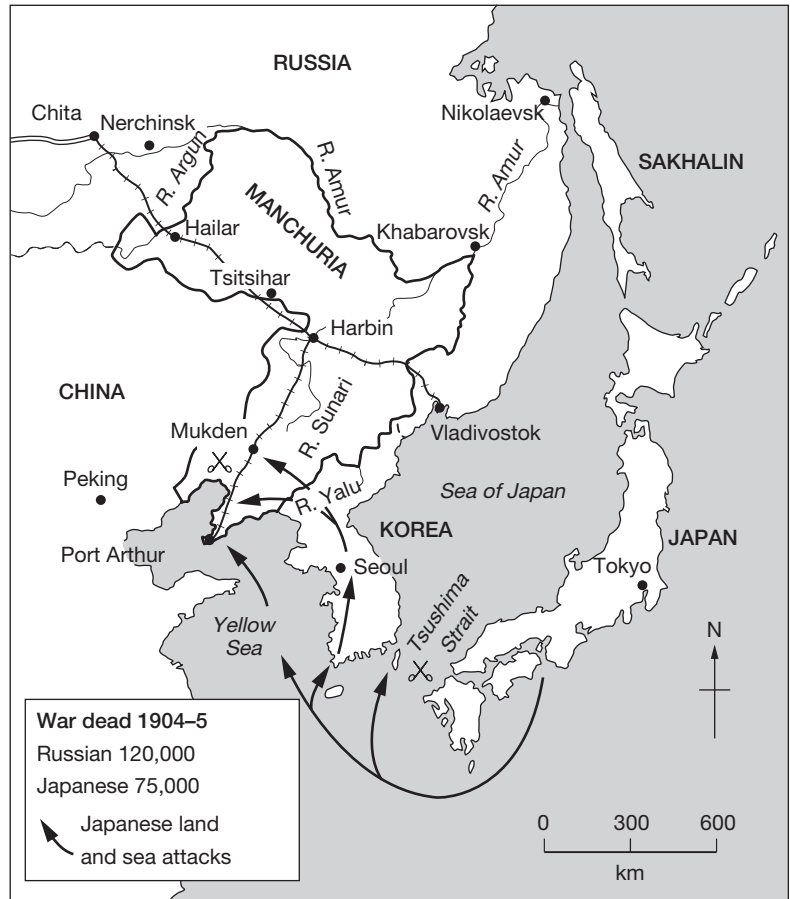 RUSSIA
Chita
Nerchinsk
Nikolaevsk
R. Argun
R. Amur
R. Amur
SAKHALIN
MANCHURIA
Hailar
Khabarovsk
Tsitsihar
Harbin
CHINA
R. Sunari
Mukden
Vladivostok
Peking
R. Yalu
Sea of Japan
KOREA
JAPAN
Port Arthur
Seoul
Tokyo
Yellow
Sea
Tsushima
Strait
N
War dead 1904–5
Russian 120,000
Japanese 75,000
Japanese land
and sea attacks
0 300 600
km